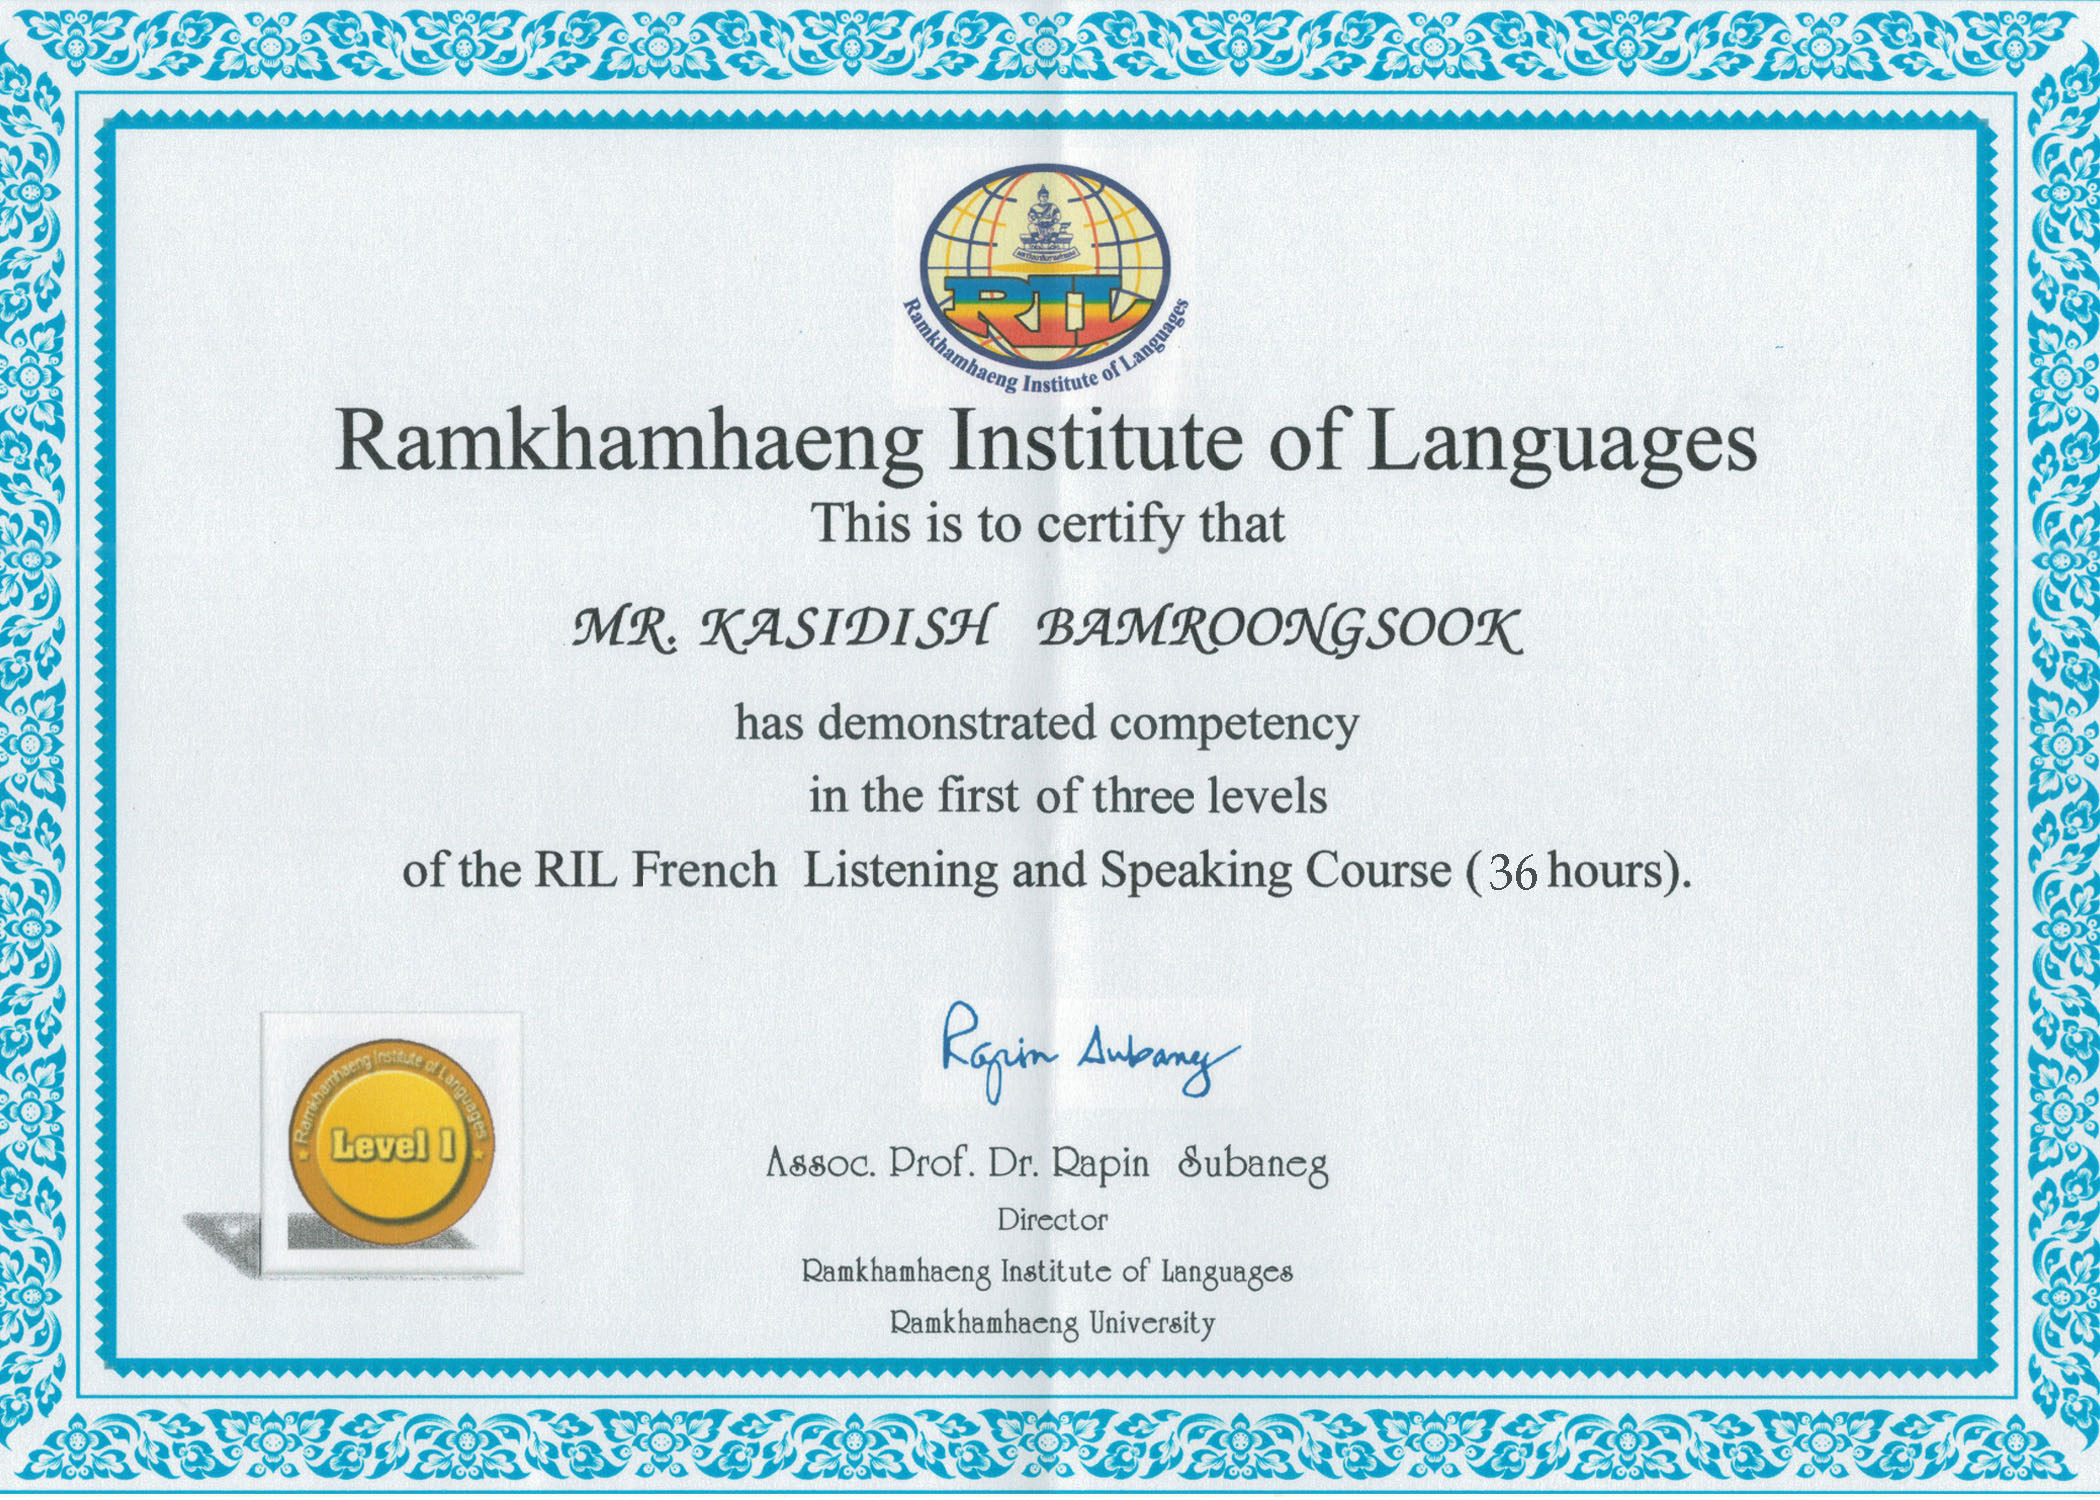 RIL
Ramkhamhaeng Institute of Languages
Ramkhamhaeng Institute of Languages
This is to certify that
MR. KASIDISH BAMROONGSOOK
has demonstrated competency
in the first of three levels
of the RIL French Listening and Speaking Course (36 hours).
Rapin Subaneg
Ramkhamhaeng Institute of Languages
Level 1
Assoc. Prof. Dr. Rapin Subaneg
Director
Ramkhamhaeng Institute of Languages
Ramkhamhaeng University